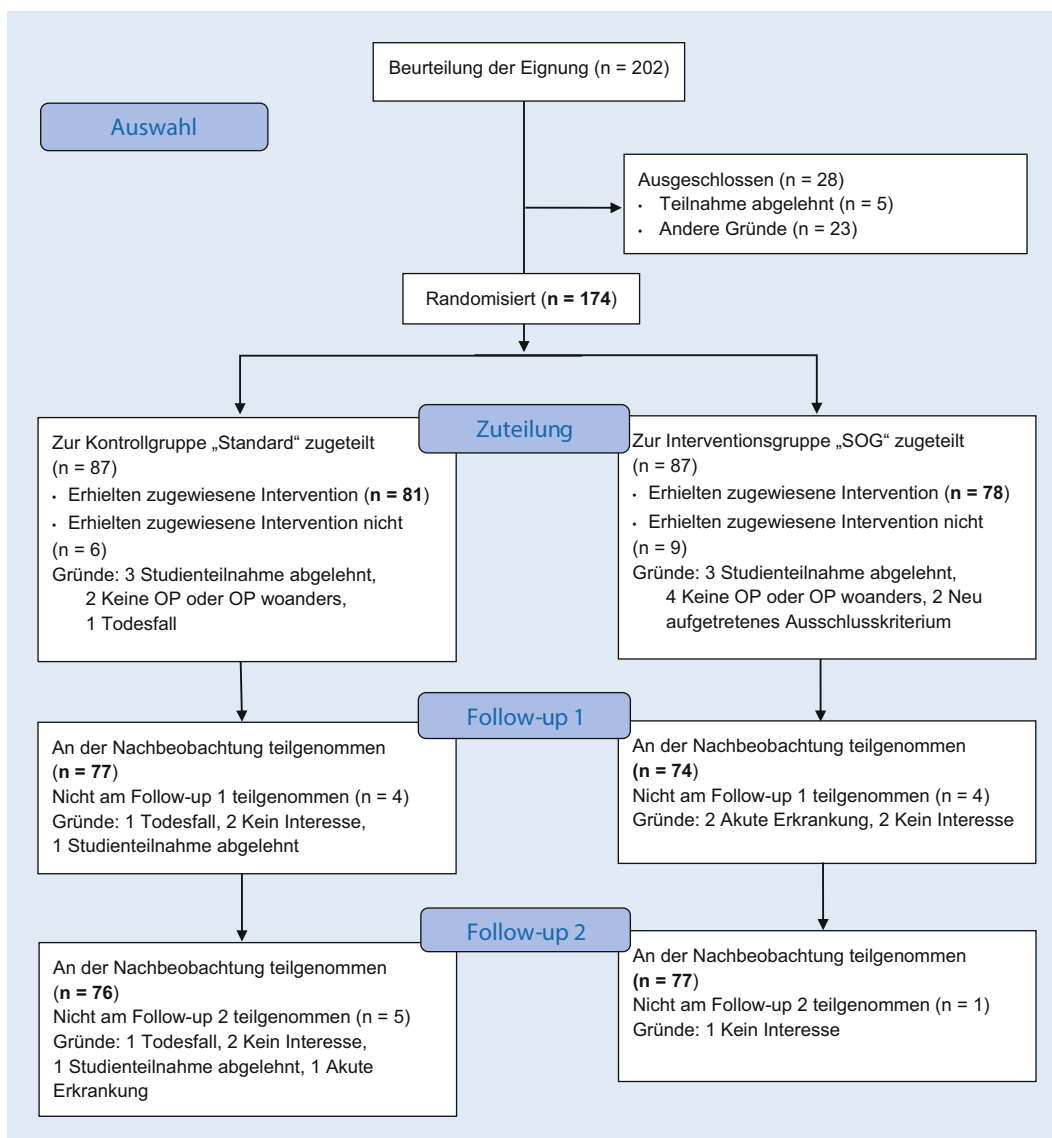 Beurteilung der Eignung (n = 202)
Auswahl
Ausgeschlossen (n = 28)
• Teilnahme abgelehnt (n = 5)
• Andere Gründe (n = 23)
Randomisiert (n = 174)
Zuteilung
Zur Kontrollgruppe „Standard“ zugeteilt
(n = 87)
• Erhielten zugewiesene Intervention (n = 81)
• Erhielten zugewiesene Intervention nicht
(n = 6)
Gründe: 3 Studienteilnahme abgelehnt,
2 Keine OP oder OP woanders,
1 Todesfall
Zur Interventionsgruppe „SOG“ zugeteilt
(n = 87)
• Erhielten zugewiesene Intervention (n = 78)
• Erhielten zugewiesene Intervention nicht
(n = 9)
Gründe: 3 Studienteilnahme abgelehnt,
4 Keine OP oder OP woanders, 2 Neu
aufgetretenes Ausschlusskriterium
Follow-up 1
An der Nachbeobachtung teilgenommen
(n = 77)
Nicht am Follow-up 1 teilgenommen (n = 4)
Gründe: 1 Todesfall, 2 Kein Interesse,
1 Studienteilnahme abgelehnt
An der Nachbeobachtung teilgenommen
(n = 74)
Nicht am Follow-up 1 teilgenommen (n = 4)
Gründe: 2 Akute Erkrankung, 2 Kein Interesse
Follow-up 2
An der Nachbeobachtung teilgenommen
(n = 76)
Nicht am Follow-up 2 teilgenommen (n = 5)
Gründe: 1 Todesfall, 2 Kein Interesse,
1 Studienteilnahme abgelehnt, 1 Akute
Erkrankung
An der Nachbeobachtung teilgenommen
(n = 77)
Nicht am Follow-up 2 teilgenommen (n = 1)
Gründe: 1 Kein Interesse